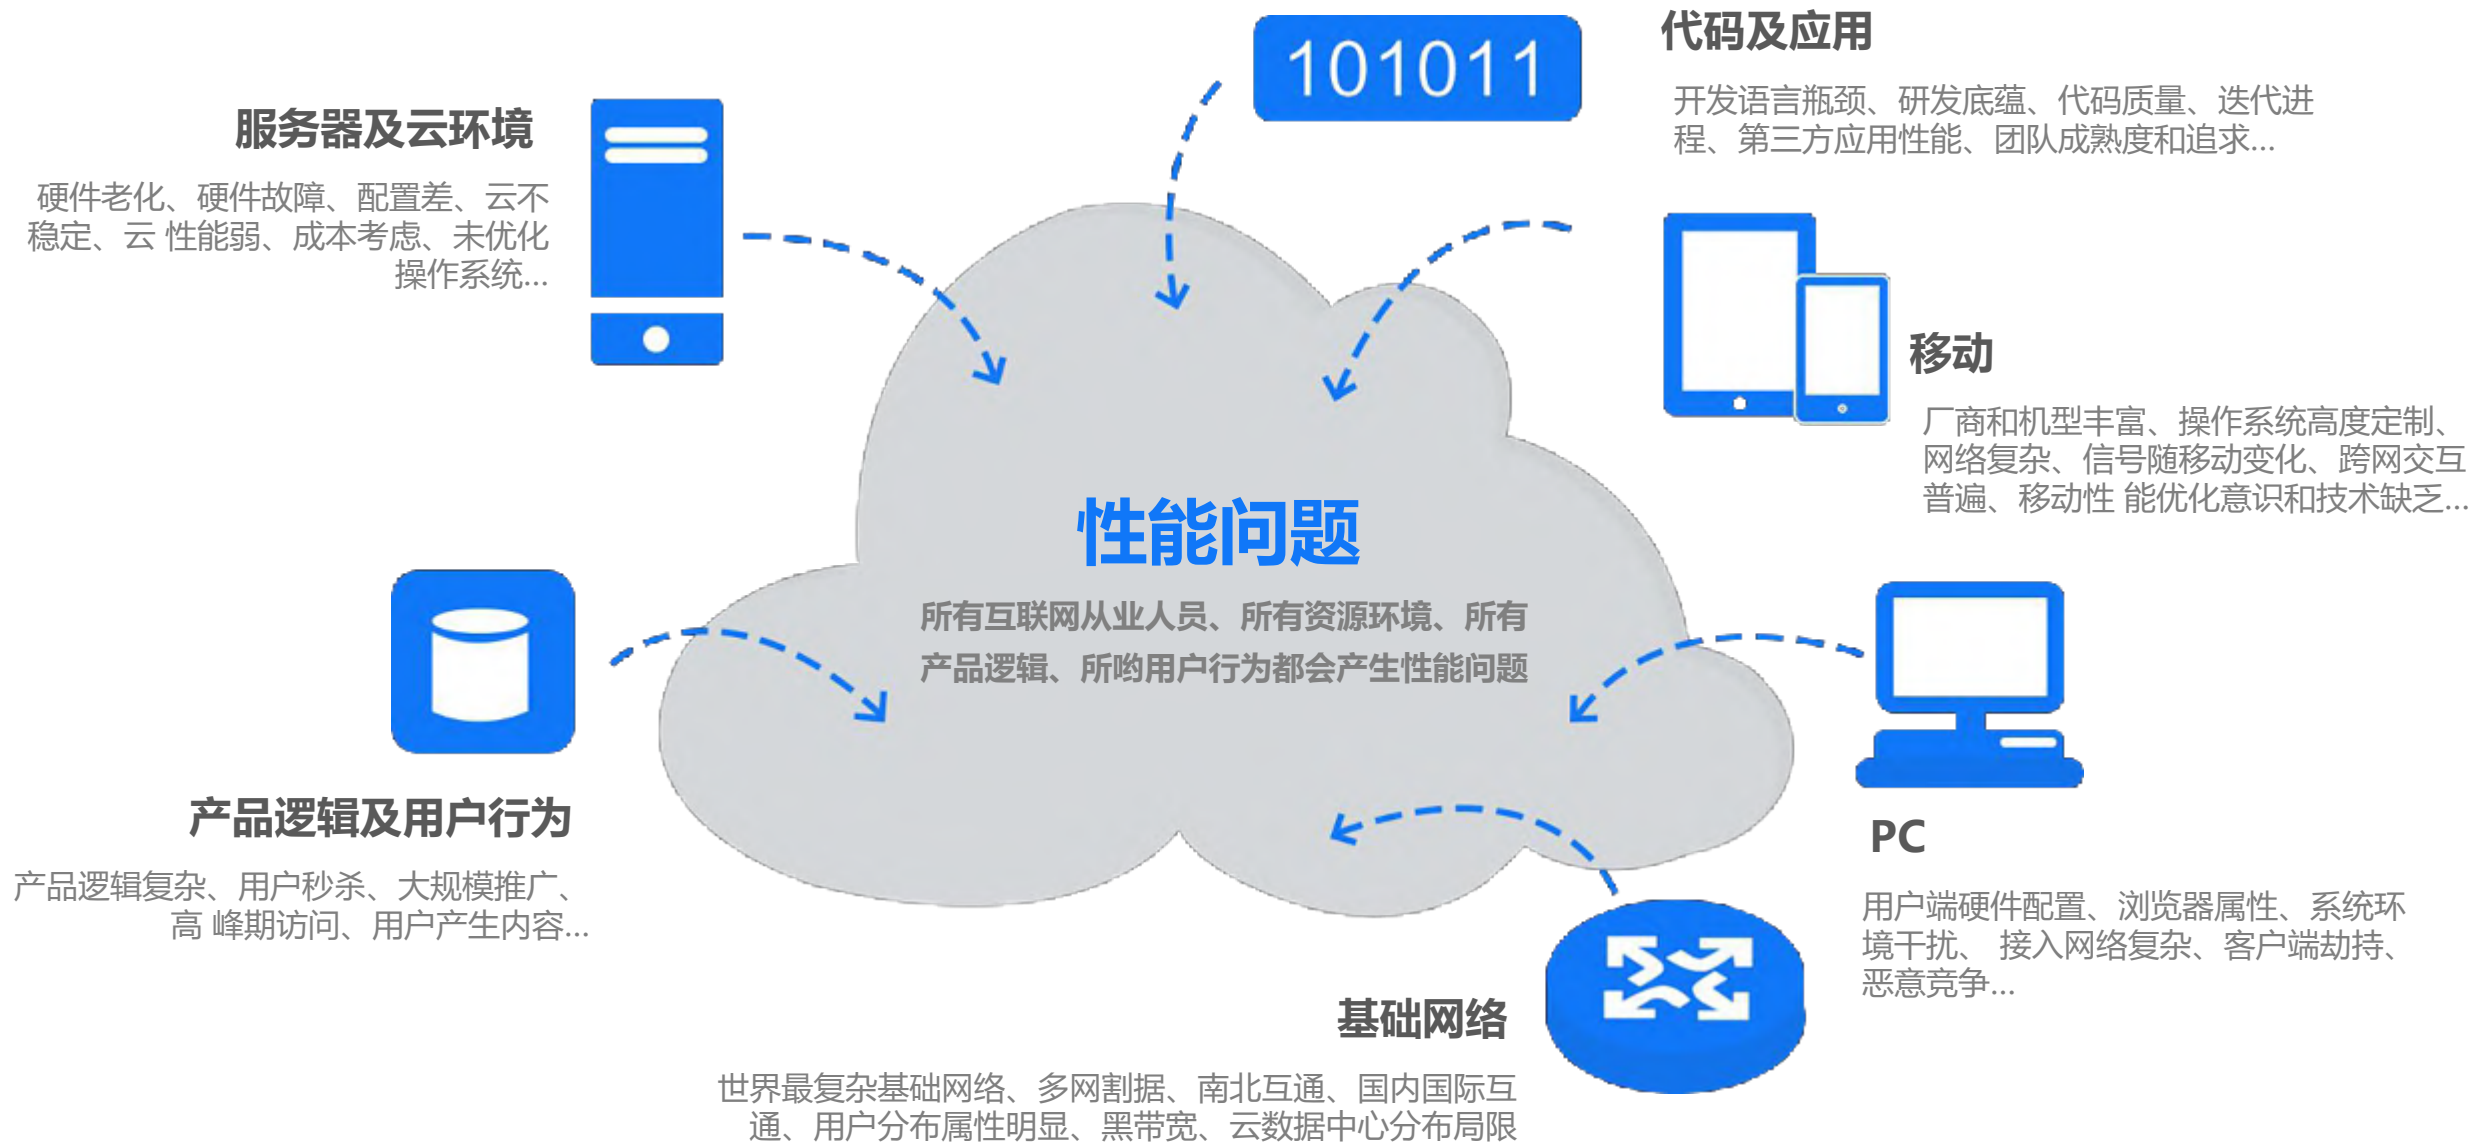 101011
代码及应用
开发语言瓶颈、研发底蕴、代码质量、迭代进
程、第三方应用性能、团队成熟度和追求...
服务器及云环境
硬件老化、硬件故障、配置差、云不
稳定、云 性能弱、成本考虑、未优化
操作系统...
移动
厂商和机型丰富、操作系统高度定制、
网络复杂、信号随移动变化、跨网交互
普遍、移动性 能优化意识和技术缺乏...
性能问题
所有互联网从业人员、所有资源环境、所有
产品逻辑、所哟用户行为都会产生性能问题
产品逻辑及用户行为
产品逻辑复杂、用户秒杀、大规模推广、
高 峰期访问、用户产生内容...
PC
用户端硬件配置、浏览器属性、系统环
境干扰、 接入网络复杂、客户端劫持、
恶意竞争...
基础网络
世界最复杂基础网络、多网割据、南北互通、国内国际互
通、用户分布属性明显、黑带宽、云数据中心分布局限